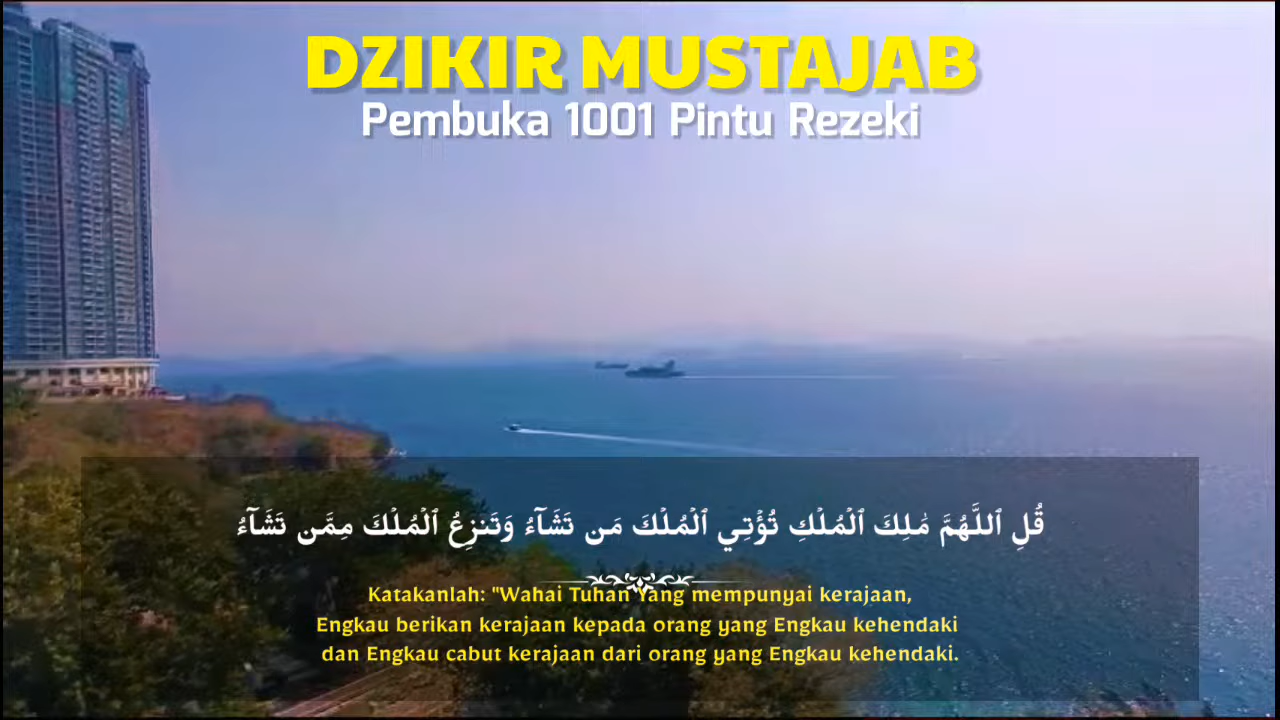 DZIKIR MUSTAJAB
Pembuka 1001 Pintu Rezeki
قُلِ ٱللَّهُمَّ مَٰلِكَ ٱلْمُلْكِ تُؤْتِي ٱلْمُلْكَ مَن تَشَآءُ وَتَنزِعُ ٱلْمُلْكَ مِمَّن تَشَآءُ
Katakanlah: "Wahai Tuhan Yang mempunyai kerajaan,
Engkau berikan kerajaan kepada orang yang Engkau kehendaki
dan Engkau cabut kerajaan dari orang yang Engkau kehendaki.